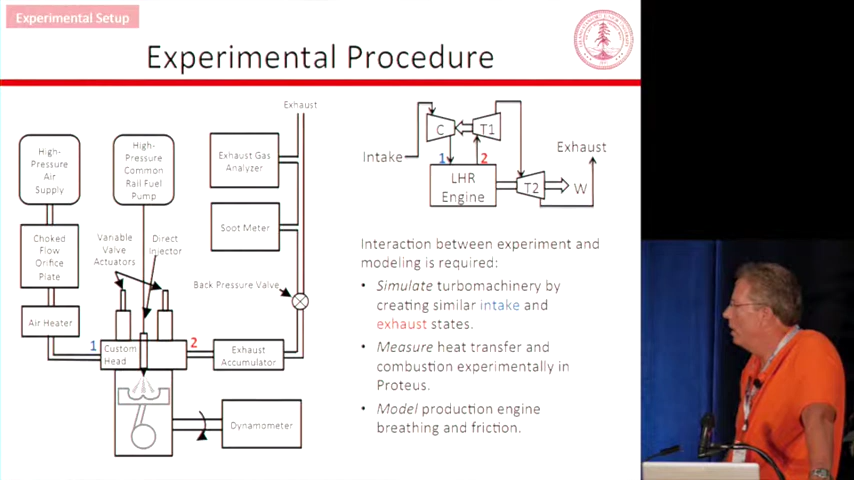 Experimental Setup
Experimental Procedure
Exhaust
High-
Pressure Air
Supply
High-
Pressure
Common
Rail Fuel
Pump
Exhaust Gas
Analyzer
Choked
Flow
Orifice
Plate
Variable
Valve
Actuators
Direct
Injector
Soot Meter
Back Pressure Valve
Air Heater
1
Custom
Head
2
Exhaust
Accumulator
Dynamometer
C
T1
Intake
1
2
Exhaust
LHR
Engine
T2
W
Interaction between experiment and
modeling is required:
• Simulate turbomachinery by
creating similar intake and
exhaust states.
• Measure heat transfer and
combustion experimentally in
Proteus.
• Model production engine
breathing and friction.